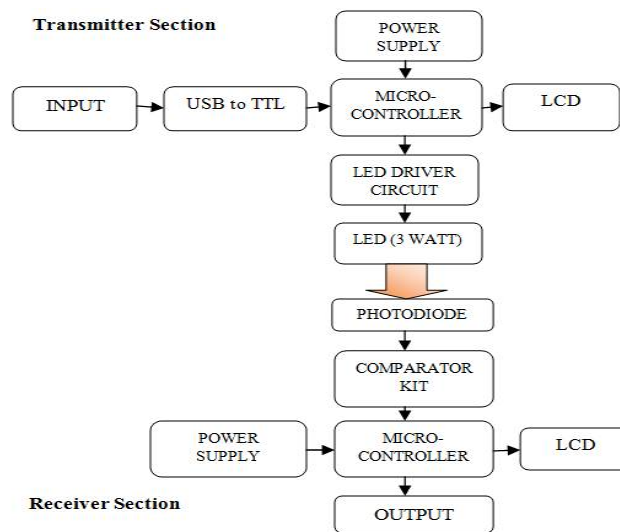 Transmitter Section
POWER
SUPPLY
INPUT
USB to TTL
MICRO-
CONTROLLER
LCD
LED DRIVER
CIRCUIT
LED (3 WATT)
PHOTODIODE
COMPARATOR
KIT
POWER
SUPPLY
MICRO-
CONTROLLER
LCD
Receiver Section
OUTPUT